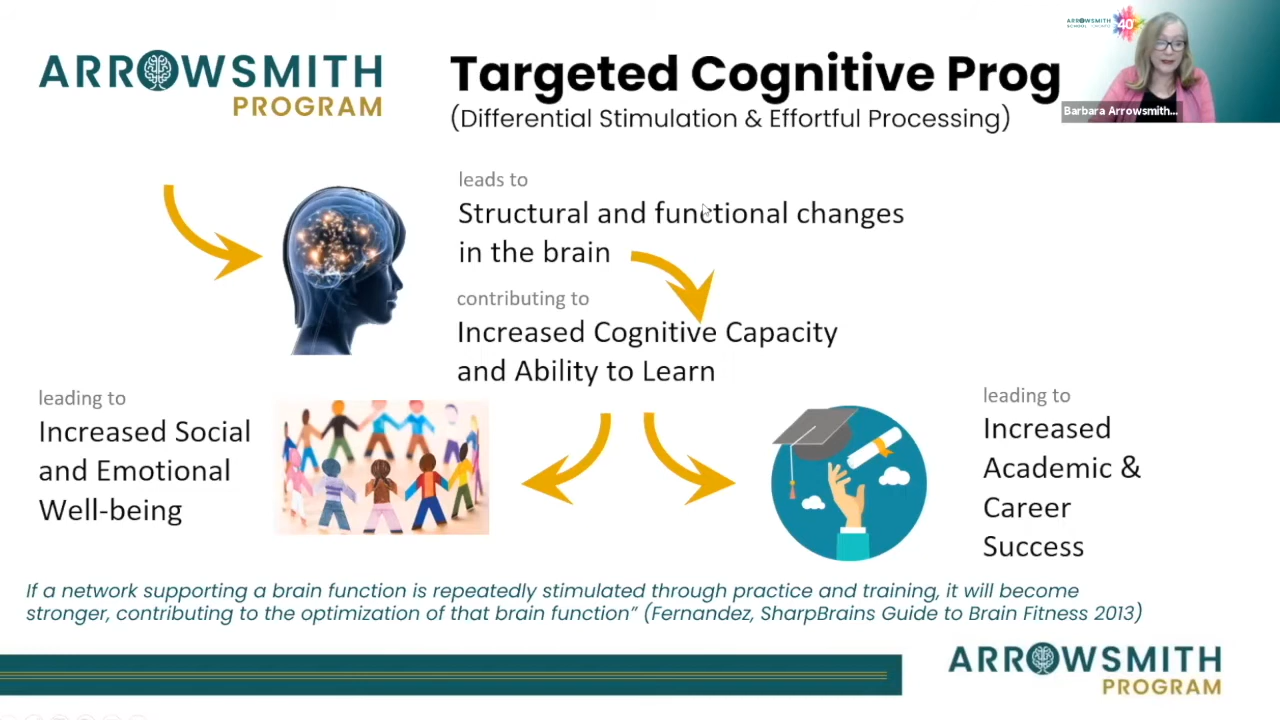 ARROWSMITH
PROGRAM
Targeted Cognitive Prog
(Differential Stimulation & Effortful Processing)
40
Barbara Arrowsmith...
leads to
Structural and functional changes
in the brain
contributing to
Increased Cognitive Capacity
and Ability to Learn
leading to
Increased Social
and Emotional
Well-being
leading to
Increased
Academic &
Career
Success
If a network supporting a brain function is repeatedly stimulated through practice and training, it will become
stronger, contributing to the optimization of that brain function” (Fernandez, SharpBrains Guide to Brain Fitness 2013)
ARROWSMITH
PROGRAM